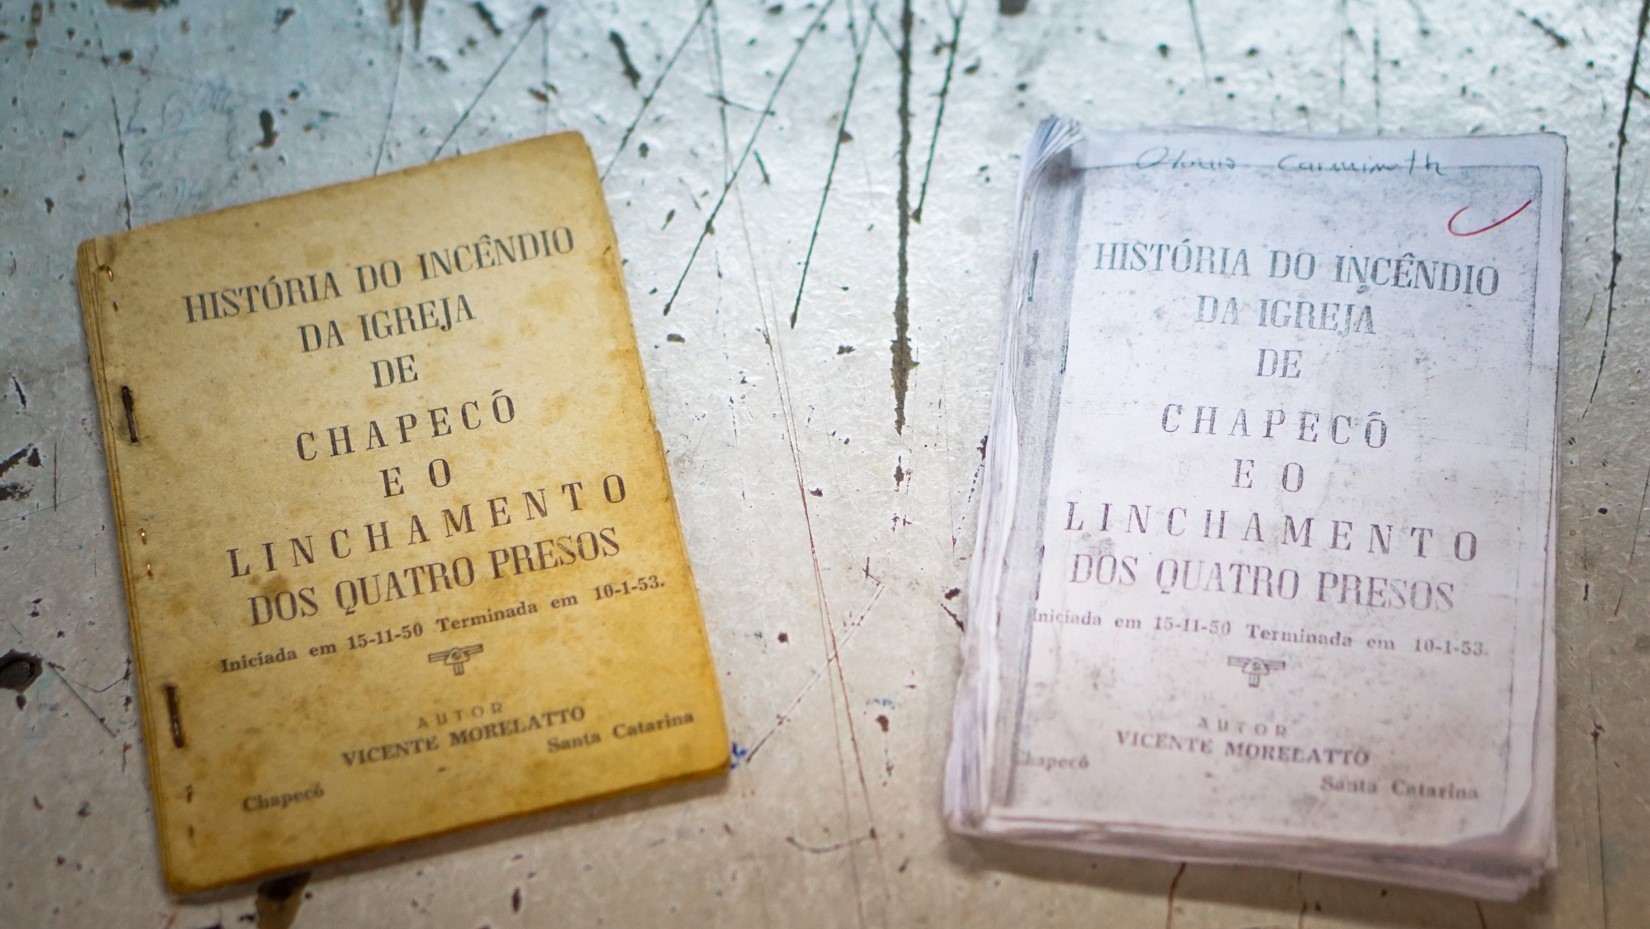 HISTÓRIA DO INCÊNDIO
DA IGREJA
DE
CHAPECÓ
E O
LINCHAMENTO
DOS QUATRO PRESOS
Iniciada em 15-11-50 Terminada em 10-1-53.
AUTOR
VICENTE MORELATTO
Chapecó Santa Catarina
HISTÓRIA DO INCÊNDIO
DA IGREJA
DE
CHAPECÓ
E O
LINCHAMENTO
DOS QUATRO PRESOS
Iniciada em 15-11-50 Terminada em 10-1-53.
AUTOR
VICENTE MORELATTO
Chapecó Santa Catarina